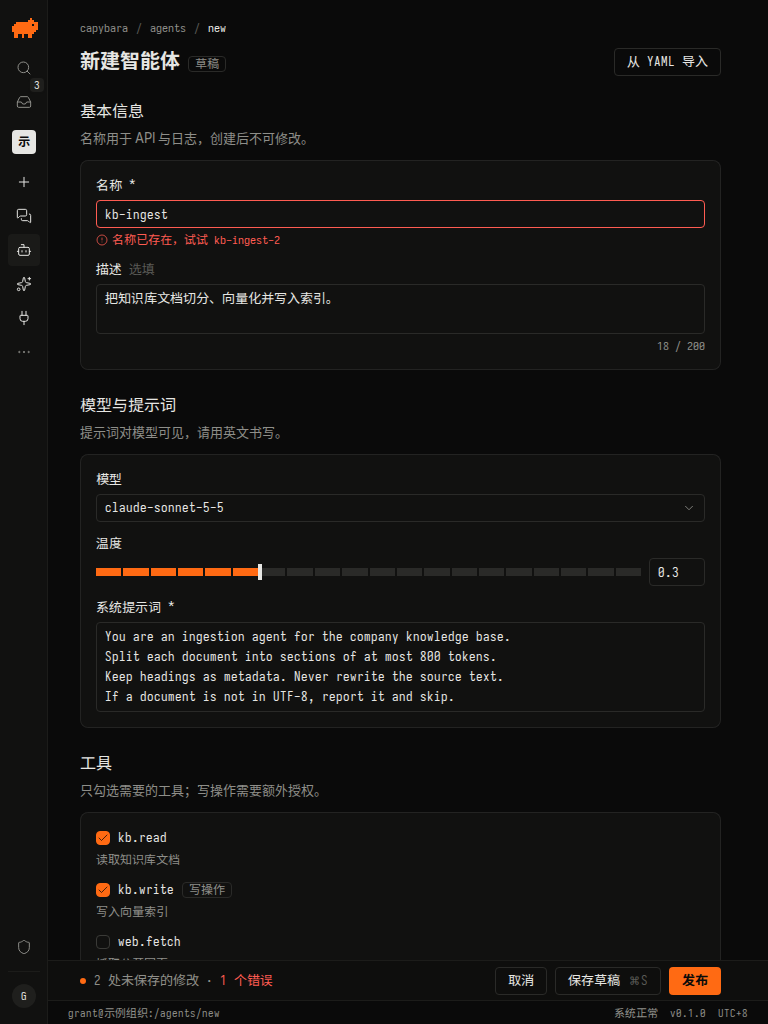 capybara / agents / new
新建智能体 草稿
从 YAML 导入
3
示
基本信息
名称用于 API 与日志，创建后不可修改。
名称 *
kb-ingest
名称已存在，试试 kb-ingest-2
描述 选填
把知识库文档切分、向量化并写入索引。
18 / 200
模型与提示词
提示词对模型可见，请用英文书写。
模型
claude-sonnet-5-5
温度
0.3
系统提示词 *
You are an ingestion agent for the company knowledge base.
Split each document into sections of at most 800 tokens.
Keep headings as metadata. Never rewrite the source text.
If a document is not in UTF-8, report it and skip.
工具
只勾选需要的工具；写操作需要额外授权。
kb.read
读取知识库文档
kb.write 写操作
写入向量索引
web.fetch
2 处未保存的修改 · 1 个错误
取消
保存草稿 ⌘S
发布
G
grant@示例组织:/agents/new
系统正常 v0.1.0 UTC+8